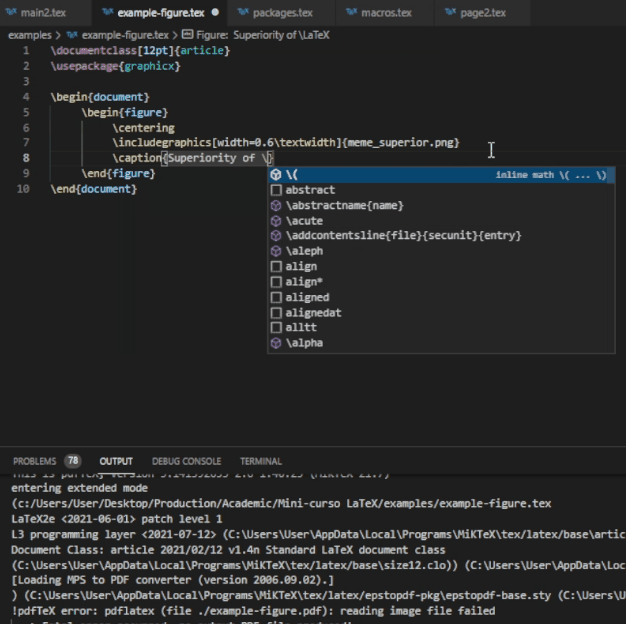 main2.tex example-figure.tex packages.tex macros.tex page2.tex
examples > example-figure.tex > Figure: Superiority of \LaTeX
1 \documentclass[12pt]{article}
2 \usepackage{graphicx}
3
4 \begin{document}
5 \begin{figure}
6 \centering
7 \includegraphics[width=0.6\textwidth]{meme_superior.png}
8 \caption{Superiority of \}
9 \end{figure}
10 \end{document}
\( inline math \( ... \)
abstract
\abstractname{name}
\acute
\addcontentsline{file}{secunit}{entry}
\aleph
align
align*
aligned
alignedat
alltt
\alpha
PROBLEMS 78 OUTPUT DEBUG CONSOLE TERMINAL
entering extended mode
(c:/Users/User/Desktop/Production/Academic/Mini-curso LaTeX/examples/example-figure.tex
LaTeX2e <2021-06-01> patch level 1
L3 programming layer <2021-07-12> (C:\Users\User\AppData\Local\Programs\MiKTeX\tex/latex/base\artic
Document Class: article 2021/02/12 v1.4n Standard LaTeX document class
(C:\Users\User\AppData\Local\Programs\MiKTeX\tex/latex/base\size12.clo)) (C:\Users\User\AppData\Loc
[Loading MPS to PDF converter (version 2006.09.02).]
) (C:\Users\User\AppData\Local\Programs\MiKTeX\tex/latex/epstopdf-pkg\epstopdf-base.sty (C:\Users\U
!pdfTeX error: pdflatex (file ./example-figure.pdf): reading image file failed